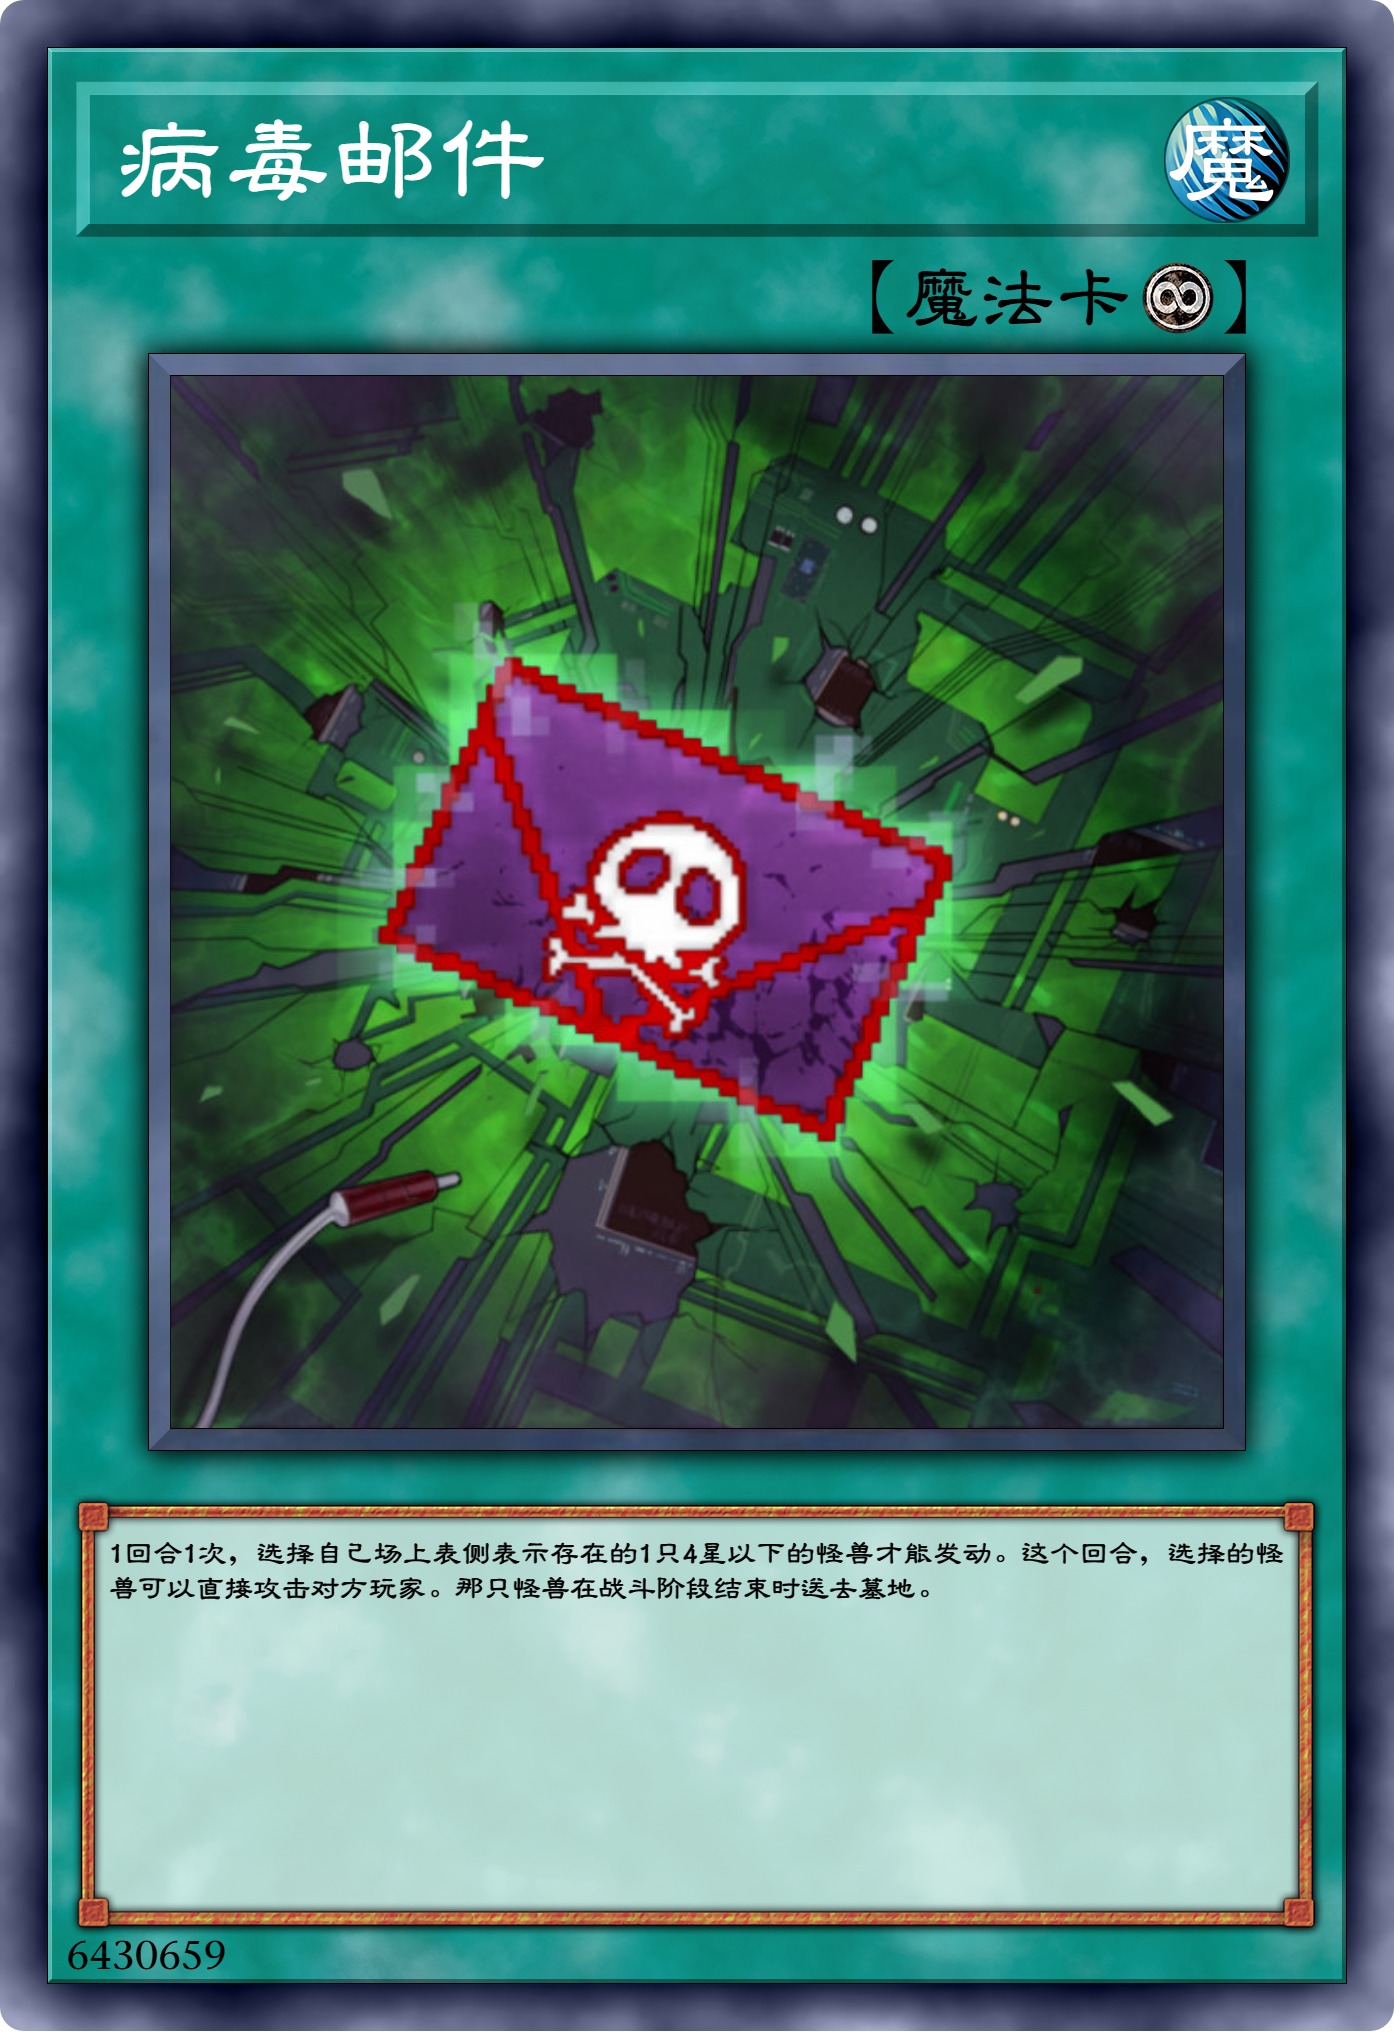 病毒邮件 魔
【魔法卡】
1回合1次，选择自己场上表侧表示存在的1只4星以下的怪兽才能发动。这个回合，选择的怪
兽可以直接攻击对方玩家。那只怪兽在战斗阶段结束时送去墓地。
6430659